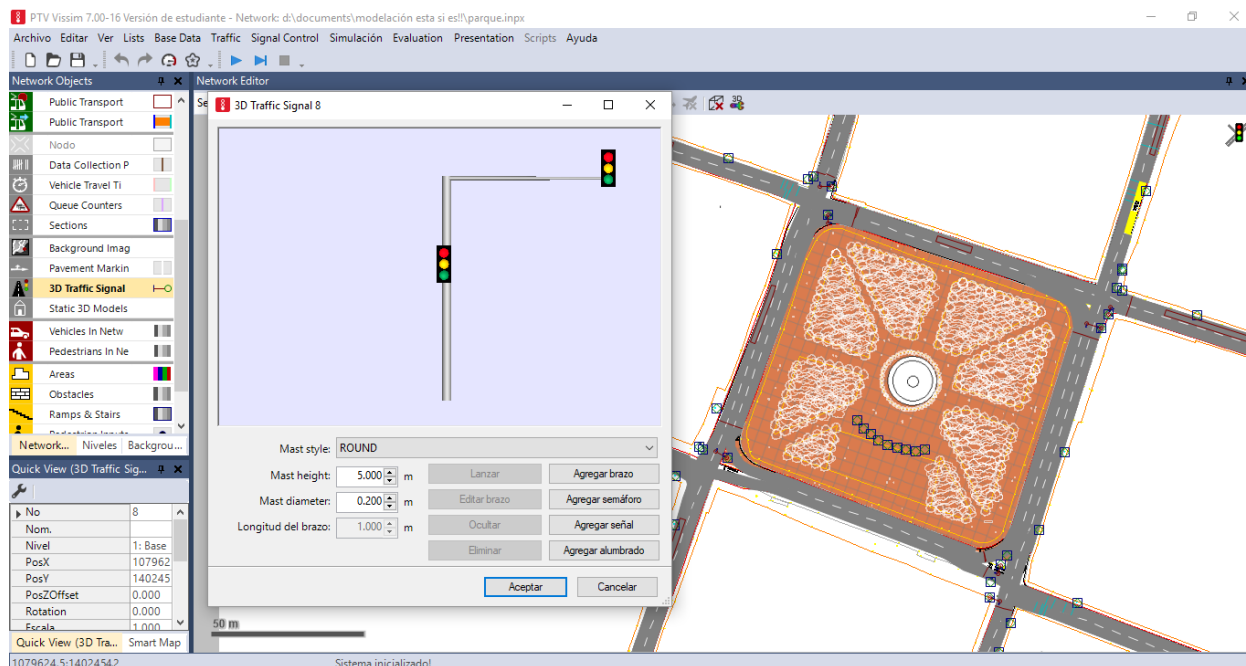 PTV Vissim 7.00-16 Versión de estudiante - Network: d:\documents\modelación esta si es!!\parque.inpx
Archivo Editar Ver Lists Base Data Traffic Signal Control Simulación Evaluation Presentation Scripts Ayuda
Network Objects
Network Editor
Public Transport
Public Transport
Nodo
Data Collection P
Vehicle Travel Ti
Queue Counters
Sections
Background Imag
Pavement Markin
3D Traffic Signal
Static 3D Models
Vehicles In Netw
Pedestrians In Ne
Areas
Obstacles
Ramps & Stairs
Pedestrian Inputs
Network... Niveles Backgrou...
Quick View (3D Traffic Sig...
No 8
Nom.
Nivel 1: Base
PosX 107962
PosY 140245
PosZOffset 0.000
Rotation 0.000
Escala 1.000
Quick View (3D Tra... Smart Map
Se
3D
3D Traffic Signal 8
Mast style: ROUND
Mast height: 5.000 m Lanzar Agregar brazo
Mast diameter: 0.200 m Editar brazo Agregar semáforo
Longitud del brazo: 1.000 m Ocultar Agregar señal
Eliminar Agregar alumbrado
Aceptar Cancelar
50 m
1079624.5:14024542 Sistema inicializado!